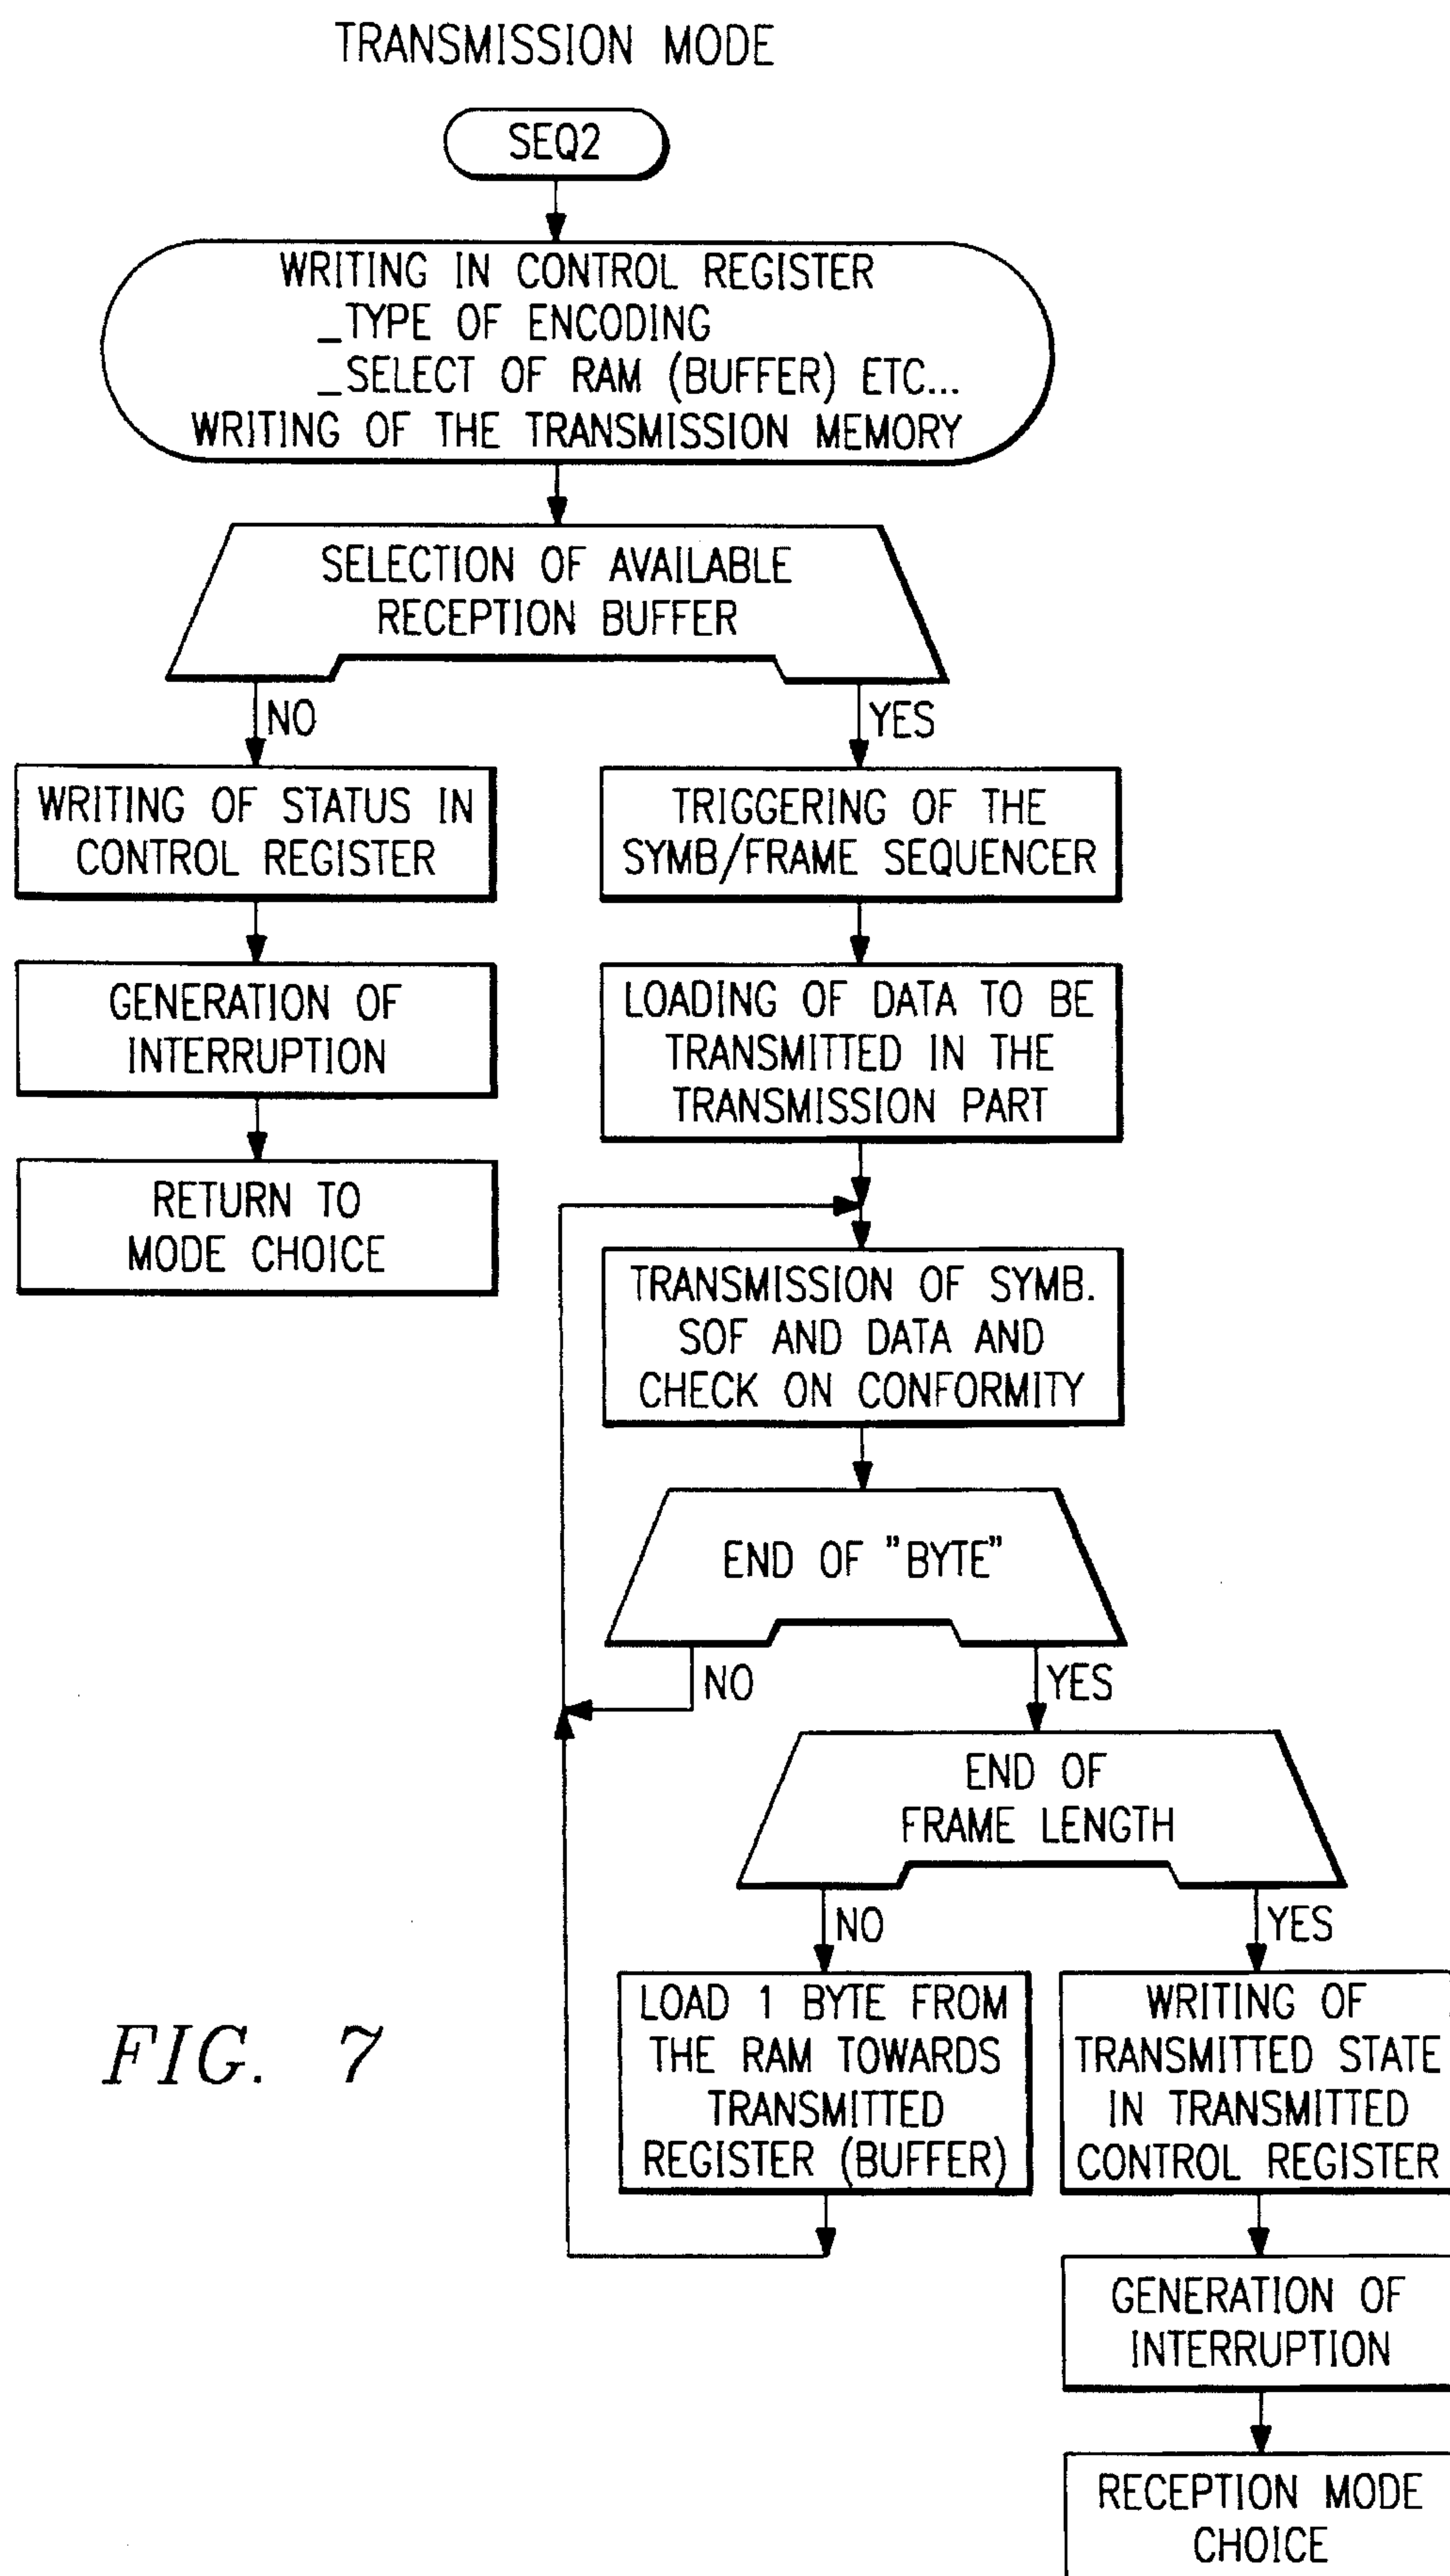 TRANSMISSION MODE
SEQ2
WRITING IN CONTROL REGISTER
_TYPE OF ENCODING
_SELECT OF RAM (BUFFER) ETC...
WRITING OF THE TRANSMISSION MEMORY
SELECTION OF AVAILABLE
RECEPTION BUFFER
NO
YES
WRITING OF STATUS IN
CONTROL REGISTER
GENERATION OF
INTERRUPTION
RETURN TO
MODE CHOICE
TRIGGERING OF THE
SYMB/FRAME SEQUENCER
LOADING OF DATA TO BE
TRANSMITTED IN THE
TRANSMISSION PART
TRANSMISSION OF SYMB.
SOF AND DATA AND
CHECK ON CONFORMITY
END OF "BYTE"
NO
YES
END OF
FRAME LENGTH
NO
YES
LOAD 1 BYTE FROM
THE RAM TOWARDS
TRANSMITTED
REGISTER (BUFFER)
WRITING OF
TRANSMITTED STATE
IN TRANSMITTED
CONTROL REGISTER
GENERATION OF
INTERRUPTION
RECEPTION MODE
CHOICE
FIG. 7